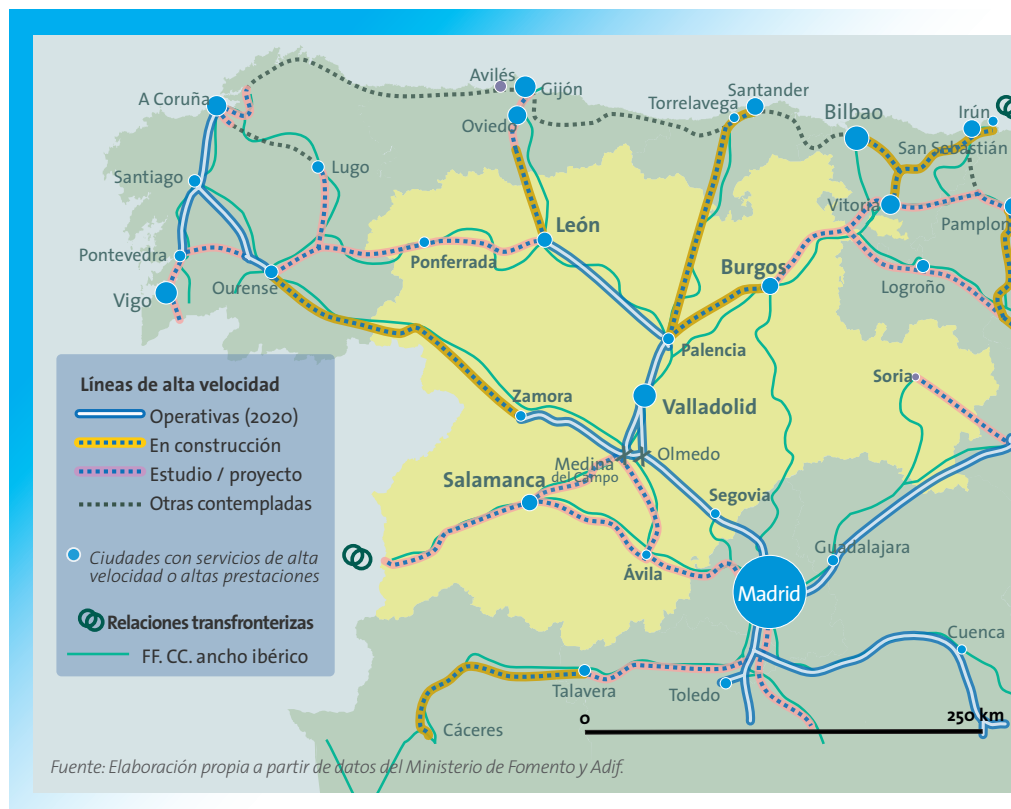 Avilés
Gijón
A Coruña
Oviedo
Torrelavega
Santander
Bilbao
Irún
San Sebastián
Lugo
Santiago
Vitoria
Pamplon
León
Pontevedra
Ponferrada
Burgos
Ourense
Logroño
Vigo
Palencia
Soria
Zamora
Valladolid
Medina
del Campo
Olmedo
Salamanca
Segovia
Guadalajara
Ávila
Madrid
Cuenca
Talavera
Toledo
Cáceres
Líneas de alta velocidad
Operativas (2020)
En construcción
Estudio / proyecto
Otras contempladas
Ciudades con servicios de alta
velocidad o altas prestaciones
Relaciones transfronterizas
FF. CC. ancho ibérico
0
250 km
Fuente: Elaboración propia a partir de datos del Ministerio de Fomento y Adif.